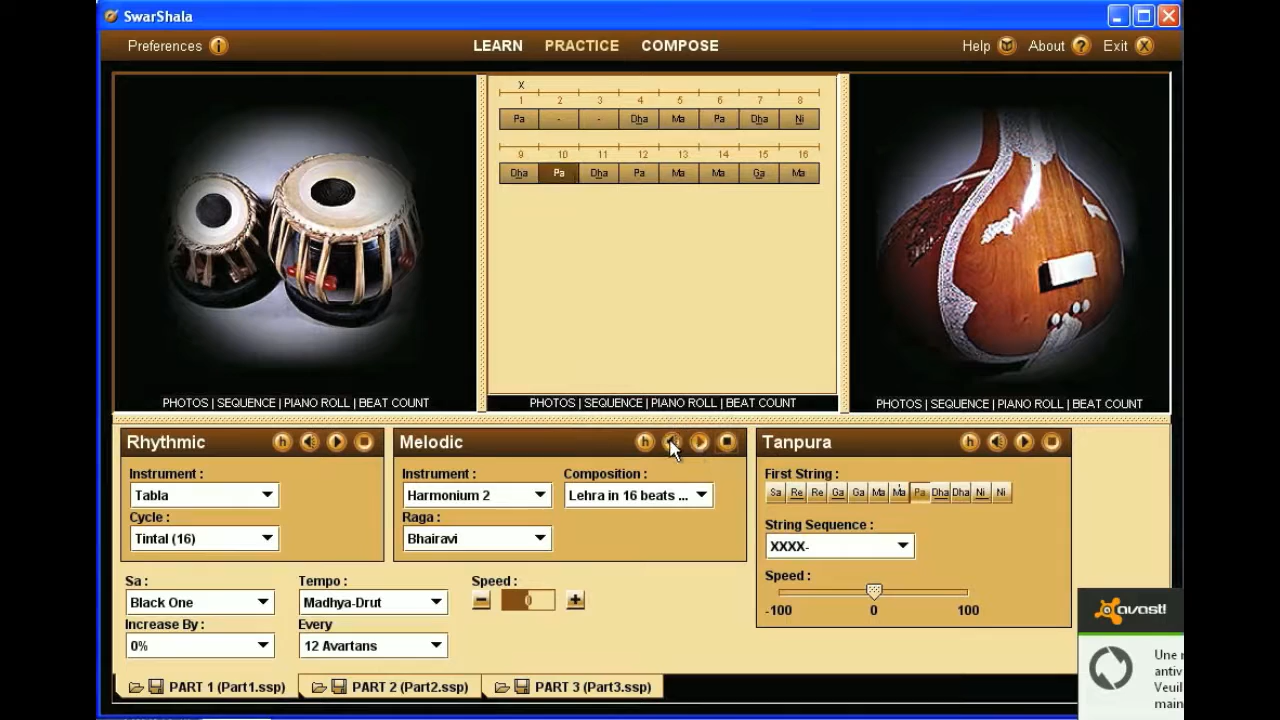 SwarShala
Preferences i LEARN PRACTICE COMPOSE Help About ? Exit X
X
1 2 3 4 5 6 7 8
Pa - - Dha Ma Pa Dha Ni
9 10 11 12 13 14 15 16
Dha Pa Dha Pa Ma Ma Ga Ma
PHOTOS | SEQUENCE | PIANO ROLL | BEAT COUNT
PHOTOS | SEQUENCE | PIANO ROLL | BEAT COUNT
PHOTOS | SEQUENCE | PIANO ROLL | BEAT COUNT
Rhythmic h
Instrument :
Tabla
Cycle :
Tintal (16)
Melodic h
Instrument :
Harmonium 2
Composition :
Lehra in 16 beats ...
Raga :
Bhairavi
Tanpura h
First String :
Sa Re Re Ga Ga Ma Ma Pa Dha Dha Ni Ni
String Sequence :
XXXX-
Speed :
-100 0 100
Sa :
Black One
Tempo :
Madhya-Drut
Speed :
0
Increase By :
0%
Every
12 Avartans
PART 1 (Part1.ssp) PART 2 (Part2.ssp) PART 3 (Part3.ssp)
avast!
Une
antiv
Veuil
main